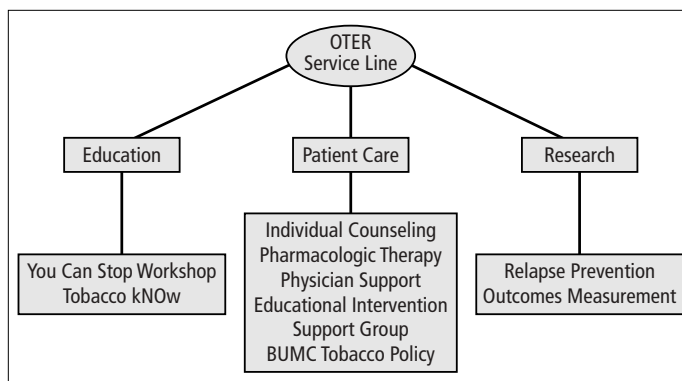 OTER
Service Line
Education
Patient Care
Research
You Can Stop Workshop
Tobacco kNOw
Individual Counseling
Pharmacologic Therapy
Physician Support
Educational Intervention
Support Group
BUMC Tobacco Policy
Relapse Prevention
Outcomes Measurement